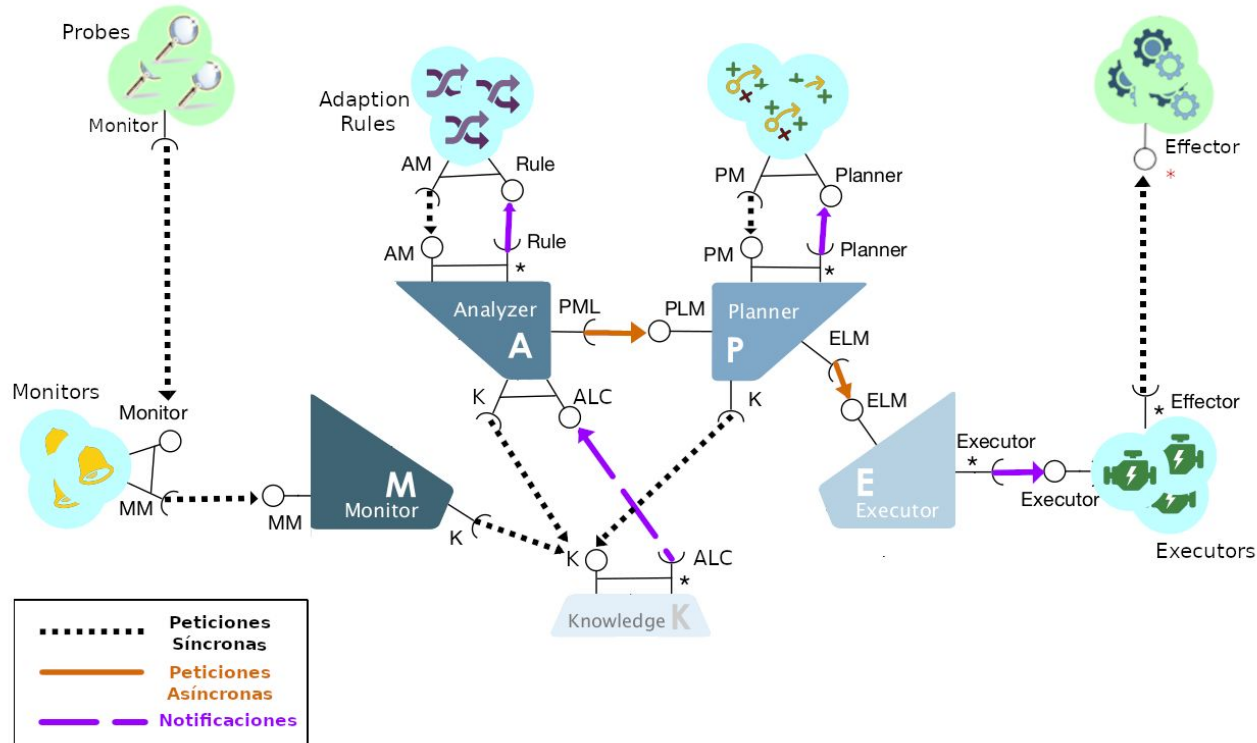 Probes
Monitor
Adaption
Rules
AM
Rule
PM
Planner
Effector
*
AM
Rule
*
PM
Planner
*
Analyzer
A
PML
PLM
Planner
P
ELM
ELM
K
ALC
K
Monitors
Monitor
MM
MM
M
Monitor
K
Executor
*
Executor
E
Executor
* Effector
Executors
K
ALC
*
Knowledge K
Peticiones
Síncronas
Peticiones
Asíncronas
Notificaciones